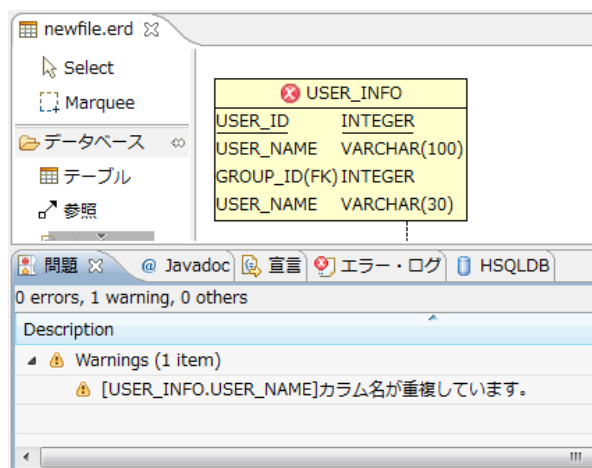 newfile.erd
Select
Marquee
データベース
テーブル
参照
USER_INFO
USER_ID INTEGER
USER_NAME VARCHAR(100)
GROUP_ID(FK) INTEGER
USER_NAME VARCHAR(30)
問題 @ Javadoc 宣言 エラー・ログ HSQLDB
0 errors, 1 warning, 0 others
Description
Warnings (1 item)
[USER_INFO.USER_NAME]カラム名が重複しています。